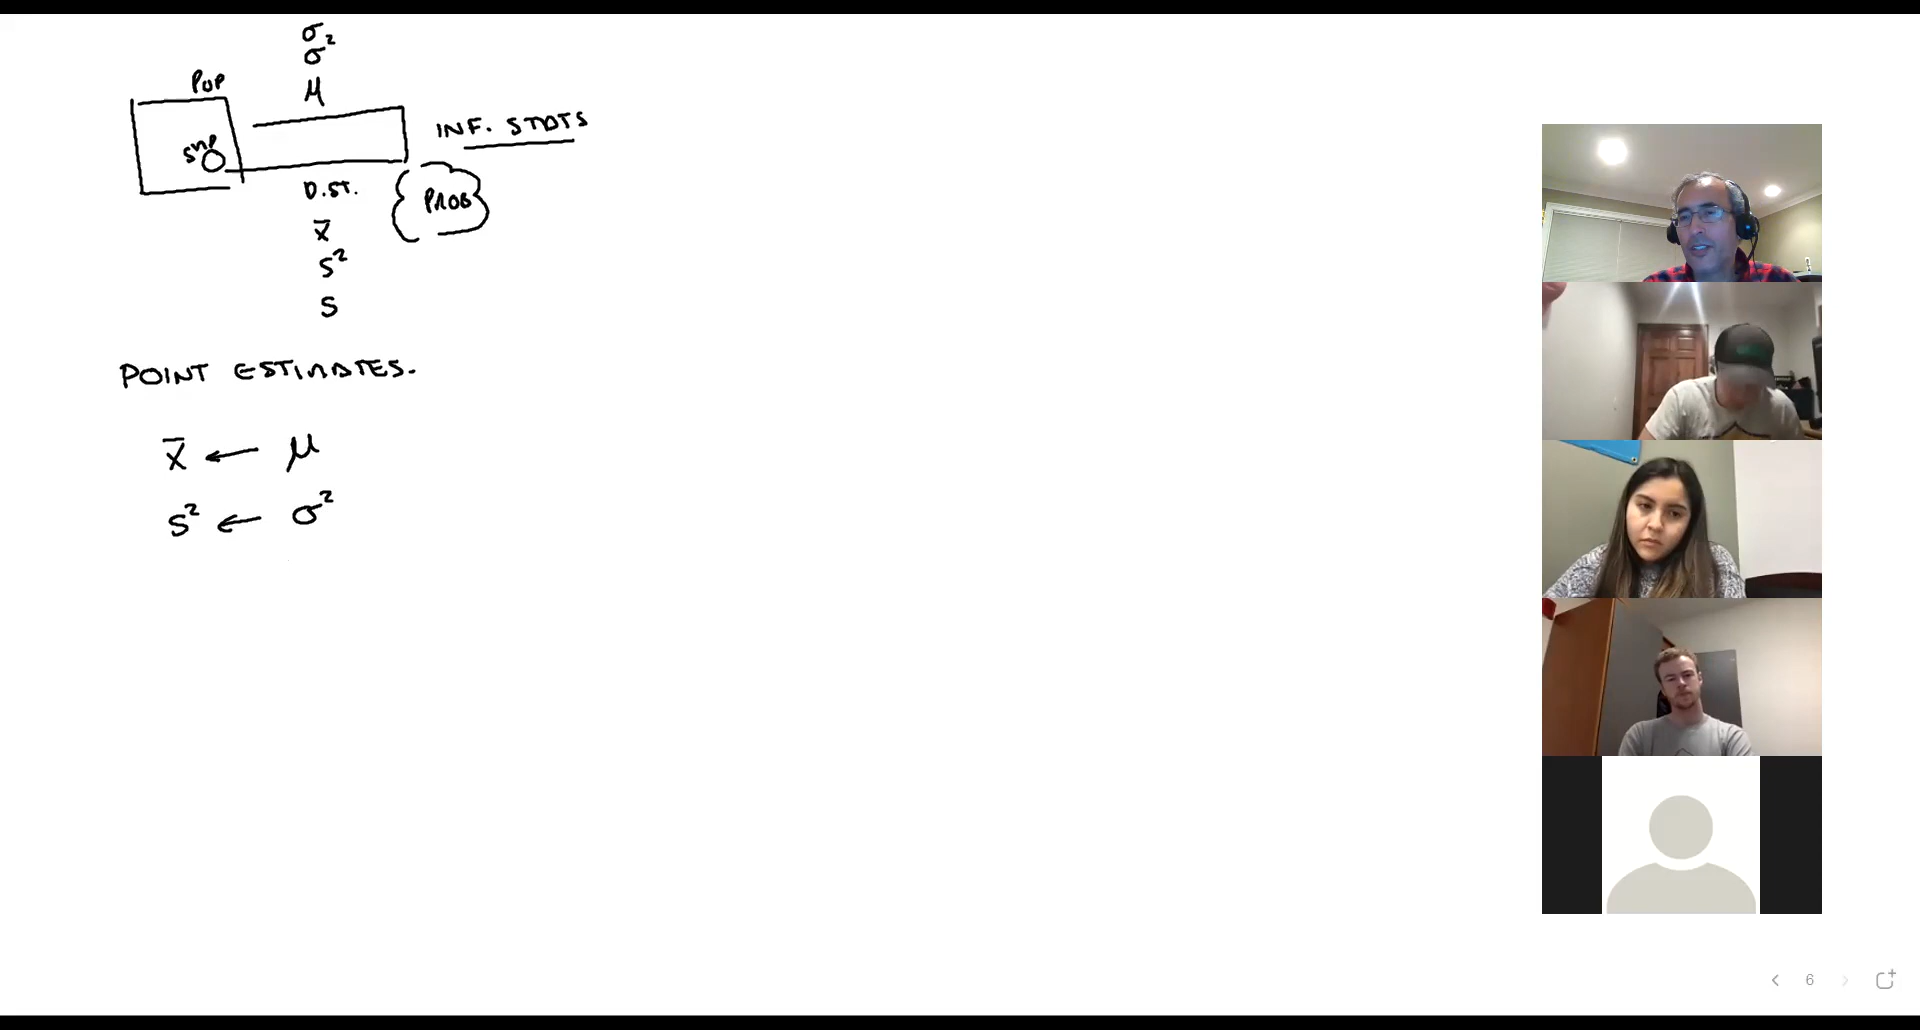 σ
σ²
POP
μ
INF. STATS
SMP
D.ST.
PROB
x̄
S²
S
POINT ESTIMATES.
x̄ ← μ
S² ← σ²
6